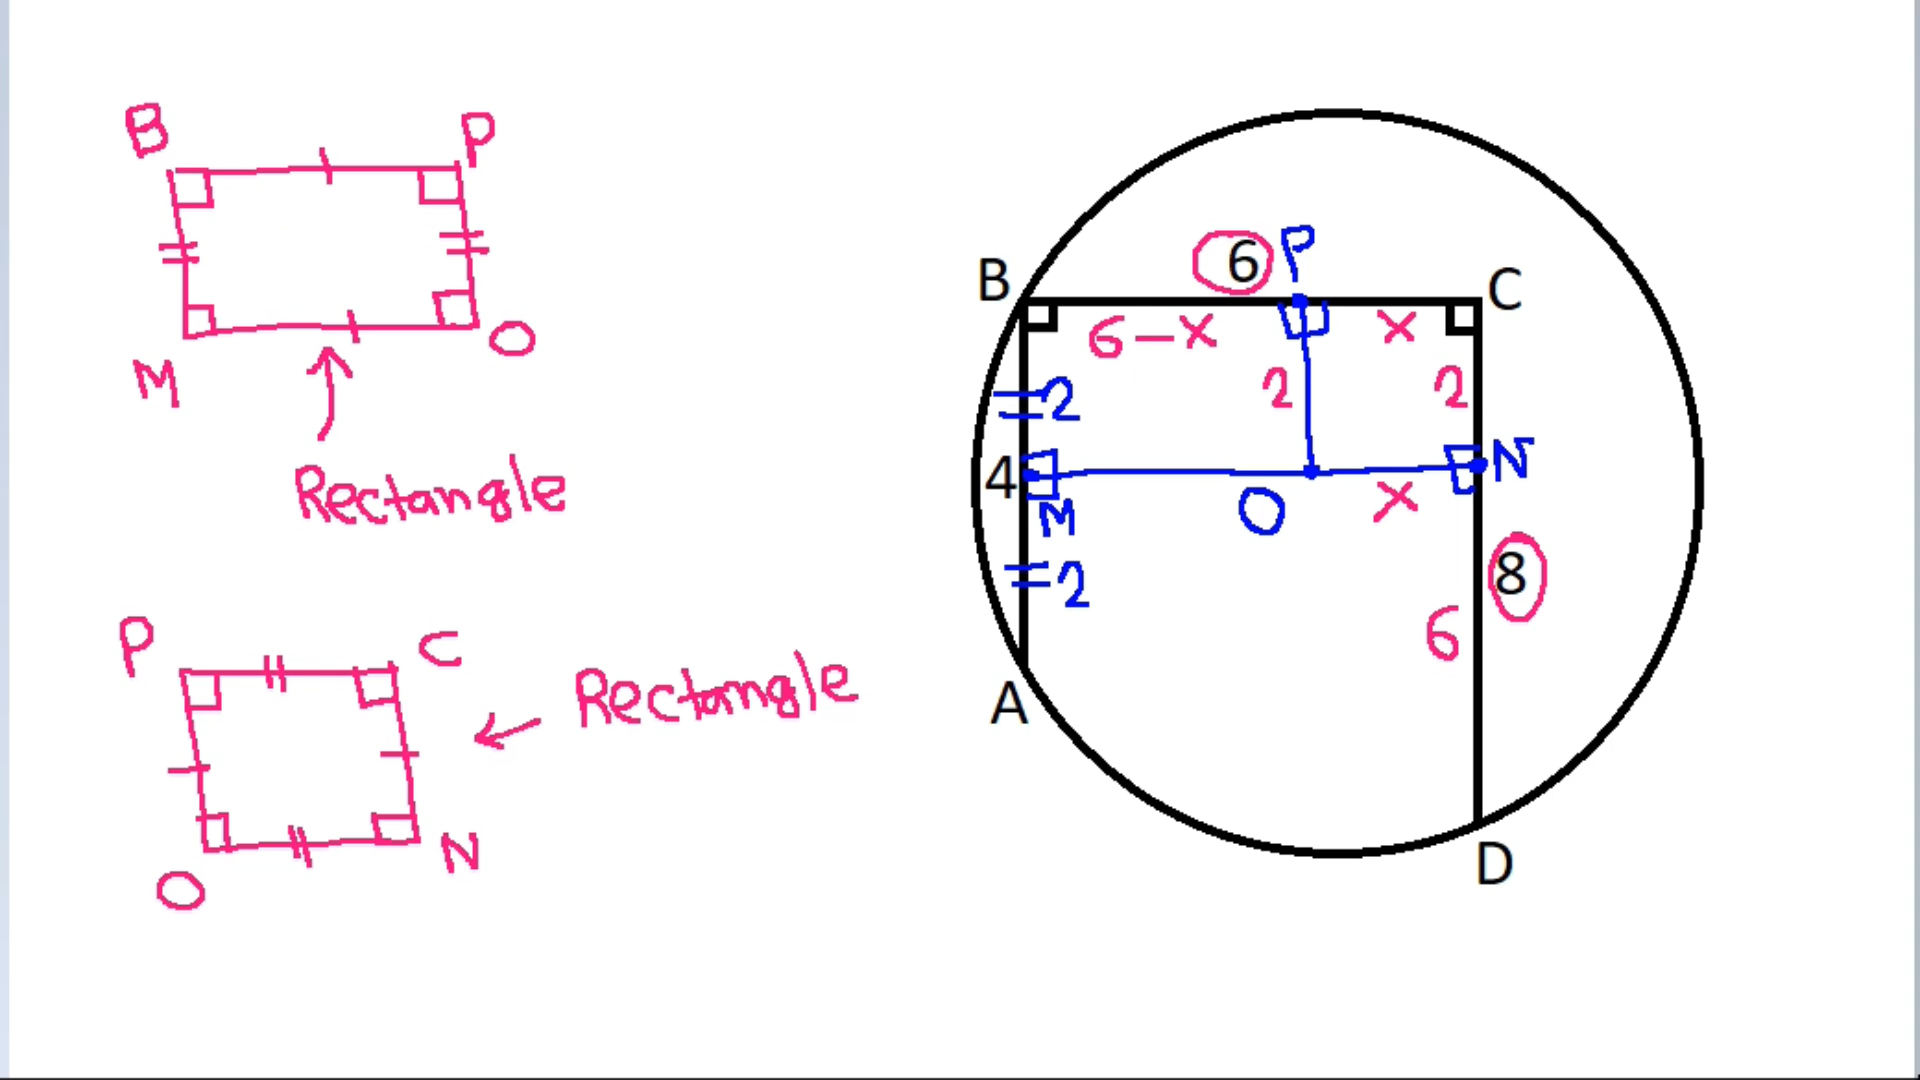 B P
M O
Rectangle
P C
O N
Rectangle
6 P
B C
6-x x
2 2
2
4 N
M O x
2 8
6
A
D